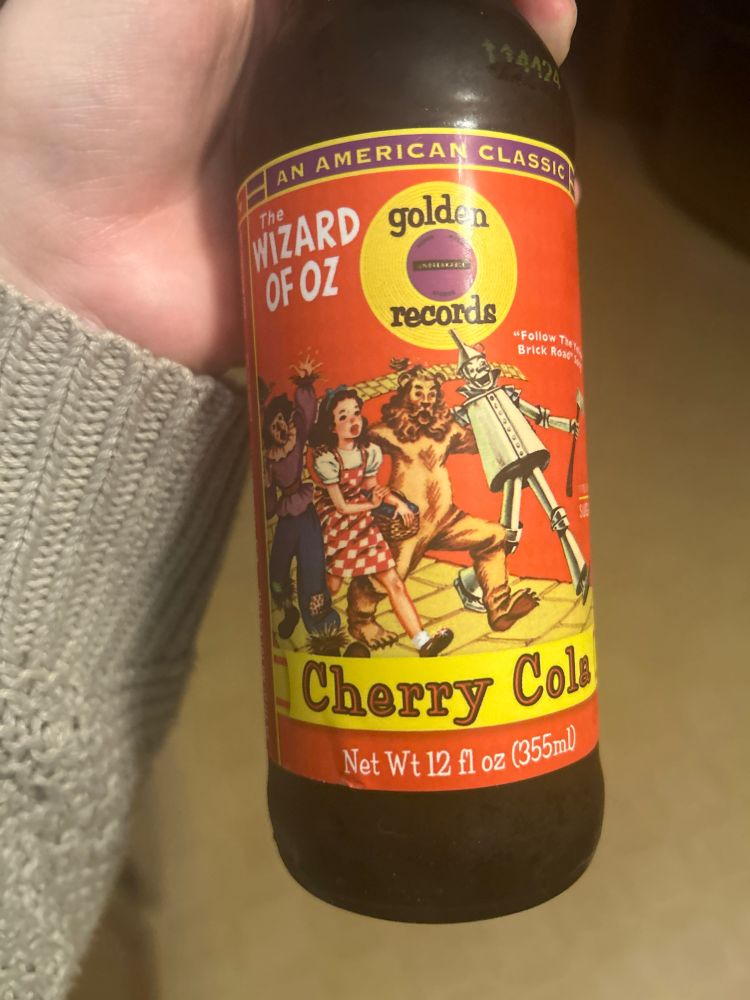 AN AMERICAN CLASSIC
The
WIZARD
OF OZ
golden
records
"Follow The
Brick Road"
Cherry Cola
Net Wt 12 fl oz (355ml)